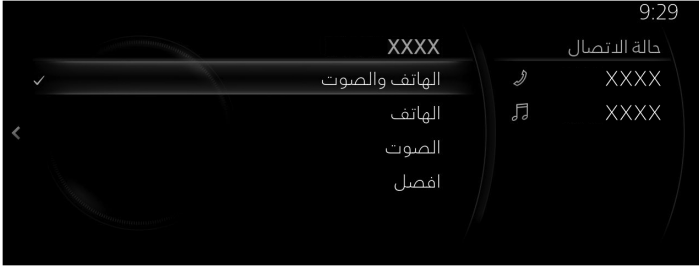 9:29
حالة الاتصال
XXXX
XXXX
XXXX
الهاتف والصوت
الهاتف
الصوت
افصل